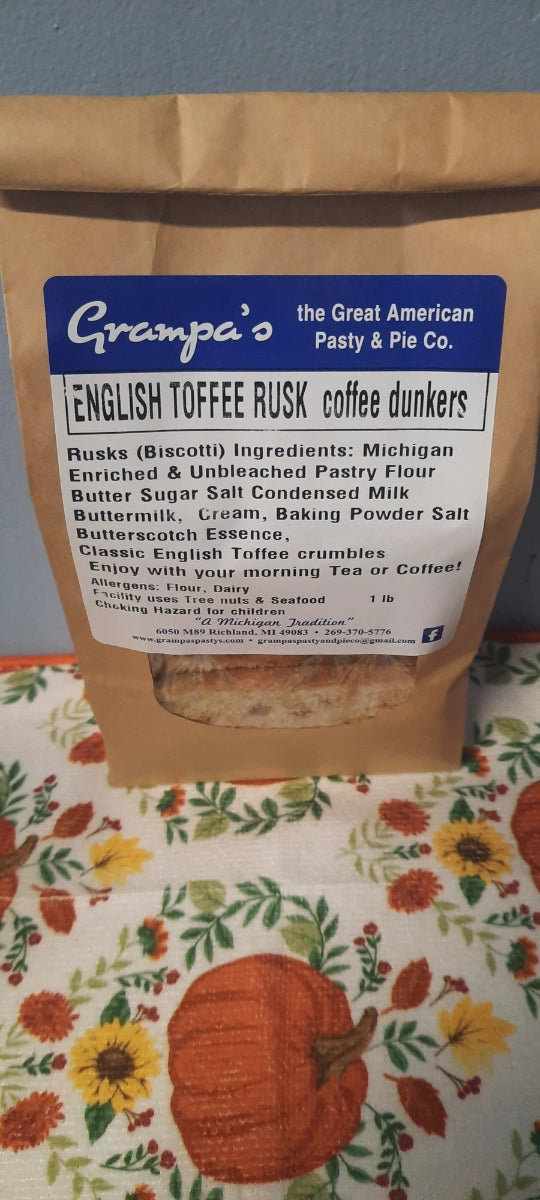 Grampa's
the Great American
Pasty & Pie Co.
ENGLISH TOFFEE RUSK coffee dunkers
Rusks (Biscotti) Ingredients: Michigan
Enriched & Unbleached Pastry Flour
Butter Sugar Salt Condensed Milk
Buttermilk, Cream, Baking Powder Salt
Butterscotch Essence,
Classic English Toffee crumbles
Enjoy with your morning Tea or Coffee!
Allergens: Flour, Dairy
Facility uses Tree nuts & Seafood 1 lb
Choking Hazard for children
"A Michigan Tradition"
6050 M89 Richland, MI 49083 • 269-370-5776
www.grampaspastys.com • grampaspastyandpieco@gmail.com f